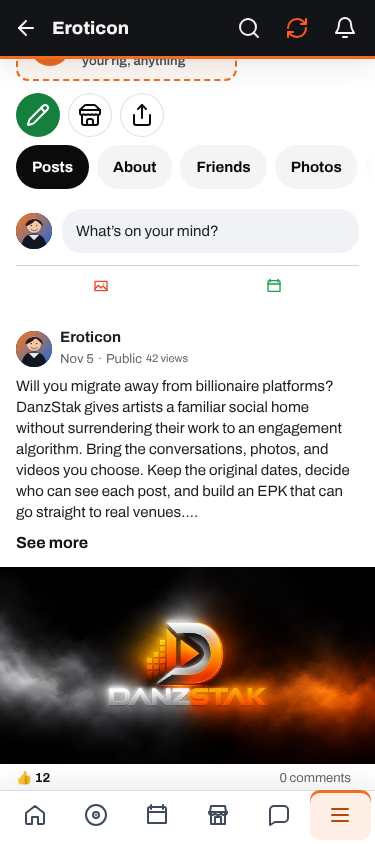 Eroticon
your rig, anything
Posts
About
Friends
Photos
What's on your mind?
Eroticon
Nov 5 · Public 42 views
Will you migrate away from billionaire platforms?
DanzStak gives artists a familiar social home
without surrendering their work to an engagement
algorithm. Bring the conversations, photos, and
videos you choose. Keep the original dates, decide
who can see each post, and build an EPK that can
go straight to real venues....
See more
DANZSTAK
👍 12
0 comments